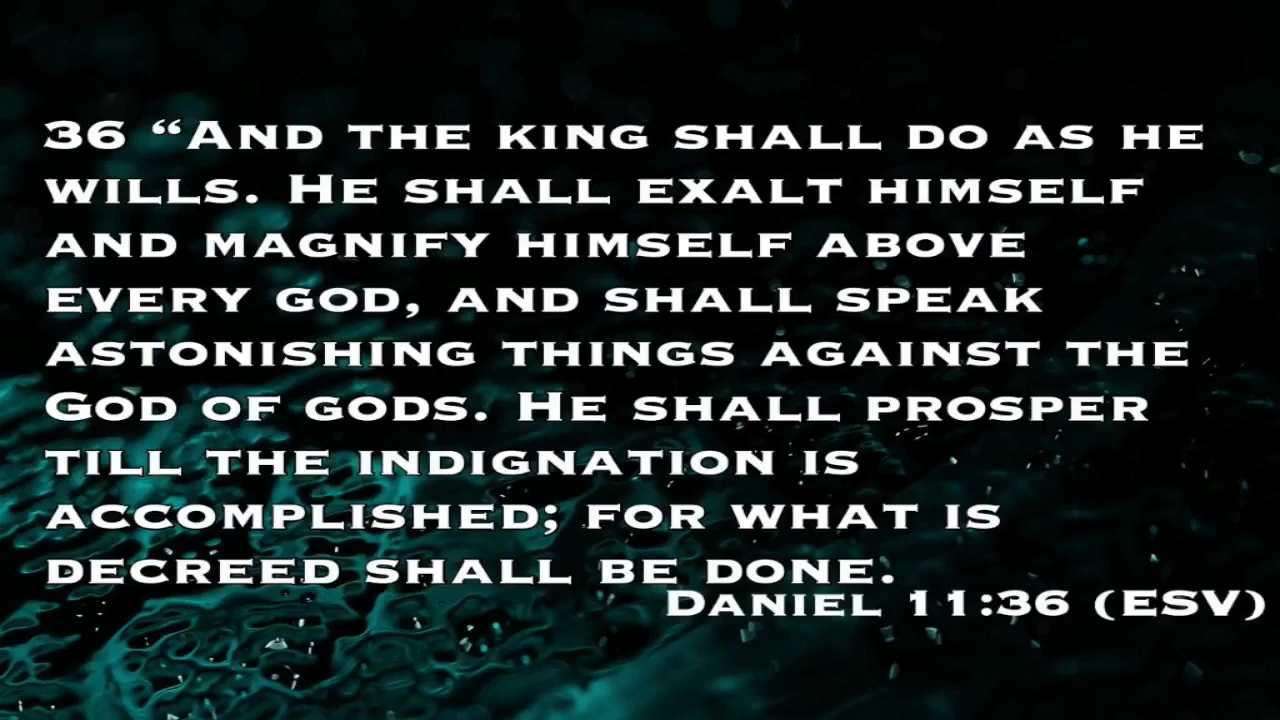 36 “And the king shall do as he
wills. He shall exalt himself
and magnify himself above
every god, and shall speak
astonishing things against the
God of gods. He shall prosper
till the indignation is
accomplished; for what is
decreed shall be done.
Daniel 11:36 (ESV)